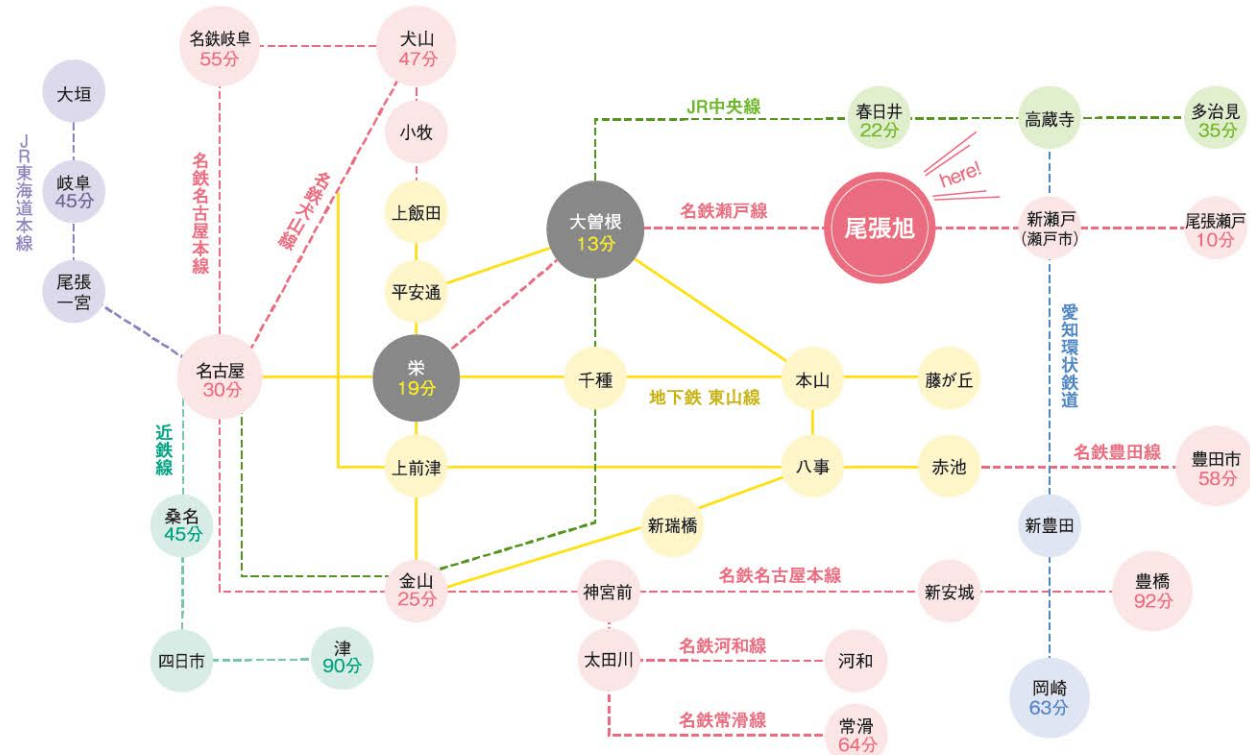 名鉄岐阜
55分
犬山
47分
大垣
小牧
JR中央線
春日井
22分
高蔵寺
多治見
35分
JR東海道本線
岐阜
45分
名鉄名古屋本線
名鉄犬山線
上飯田
大曽根
13分
名鉄瀬戸線
尾張旭
here!
新瀬戸
(瀬戸市)
尾張瀬戸
10分
尾張
一宮
平安通
愛知環状鉄道
名古屋
30分
栄
19分
千種
地下鉄 東山線
本山
藤が丘
近鉄線
上前津
八事
赤池
名鉄豊田線
豊田市
58分
桑名
45分
新瑞橋
新豊田
金山
25分
神宮前
名鉄名古屋本線
新安城
豊橋
92分
四日市
津
90分
太田川
名鉄河和線
河和
岡崎
63分
名鉄常滑線
常滑
64分